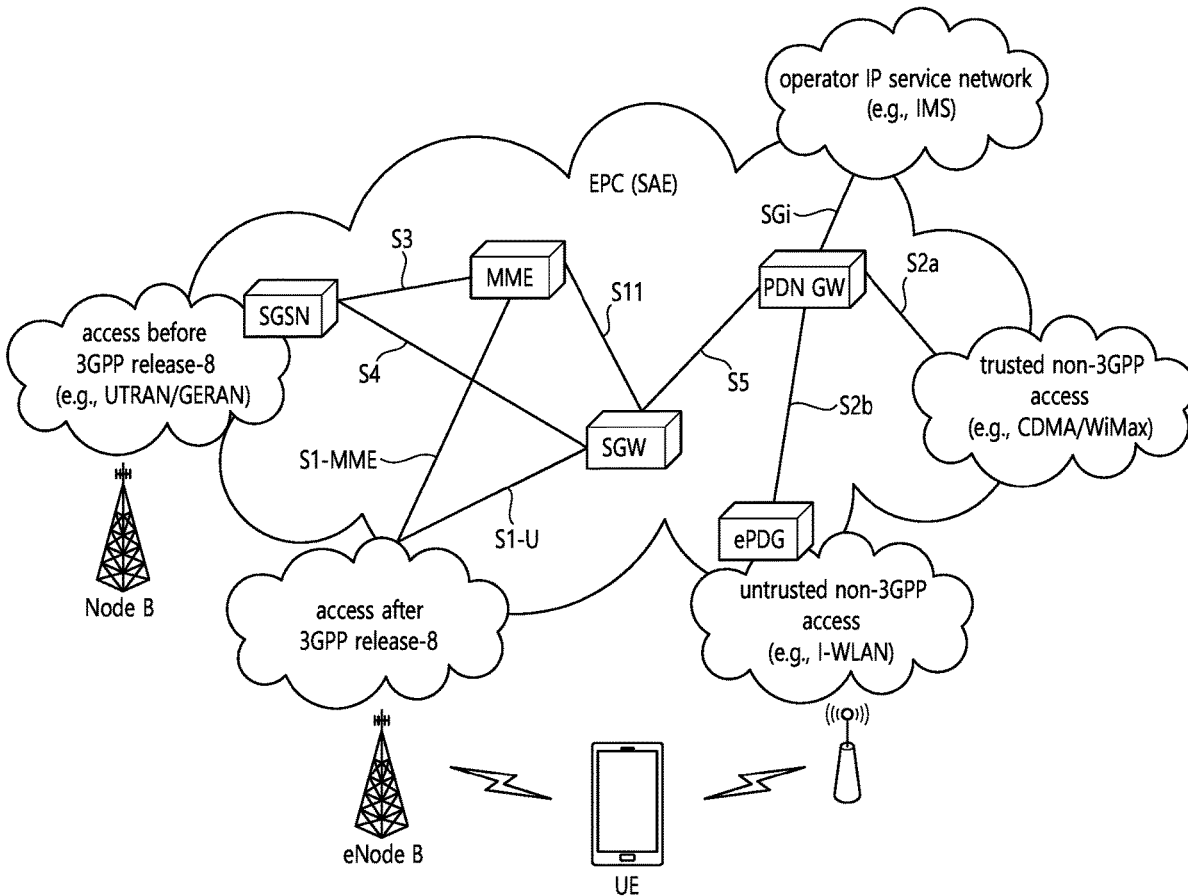 operator IP service network
(e.g., IMS)
EPC (SAE)
SGi
S3
MME
S11
PDN GW
S2a
SGSN
access before
3GPP release-8
(e.g., UTRAN/GERAN)
S4
S5
trusted non-3GPP
access
(e.g., CDMA/WiMax)
S2b
SGW
S1-MME
S1-U
ePDG
Node B
access after
3GPP release-8
untrusted non-3GPP
access
(e.g., I-WLAN)
eNode B
UE